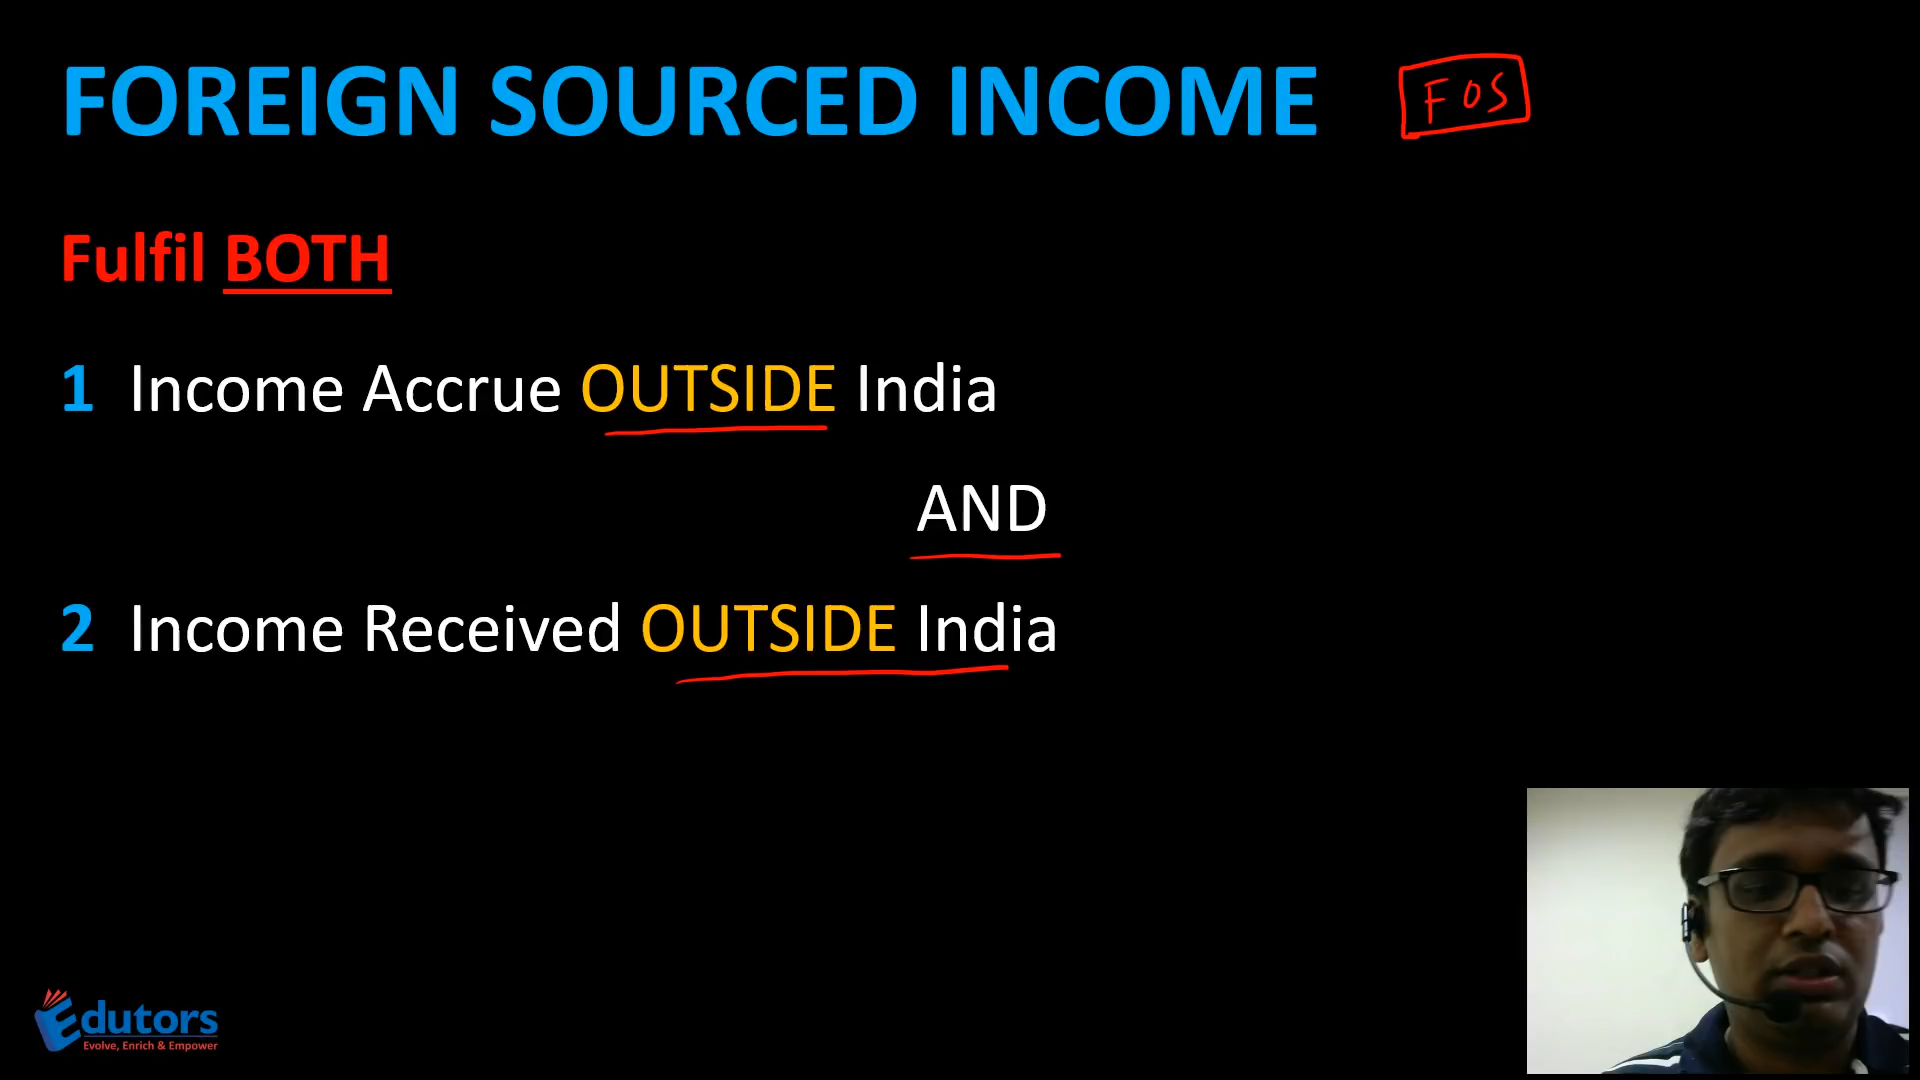 FOREIGN SOURCED INCOME FOS
Fulfil BOTH
1 Income Accrue OUTSIDE India
AND
2 Income Received OUTSIDE India
Edutors
Evolve, Enrich & Empower